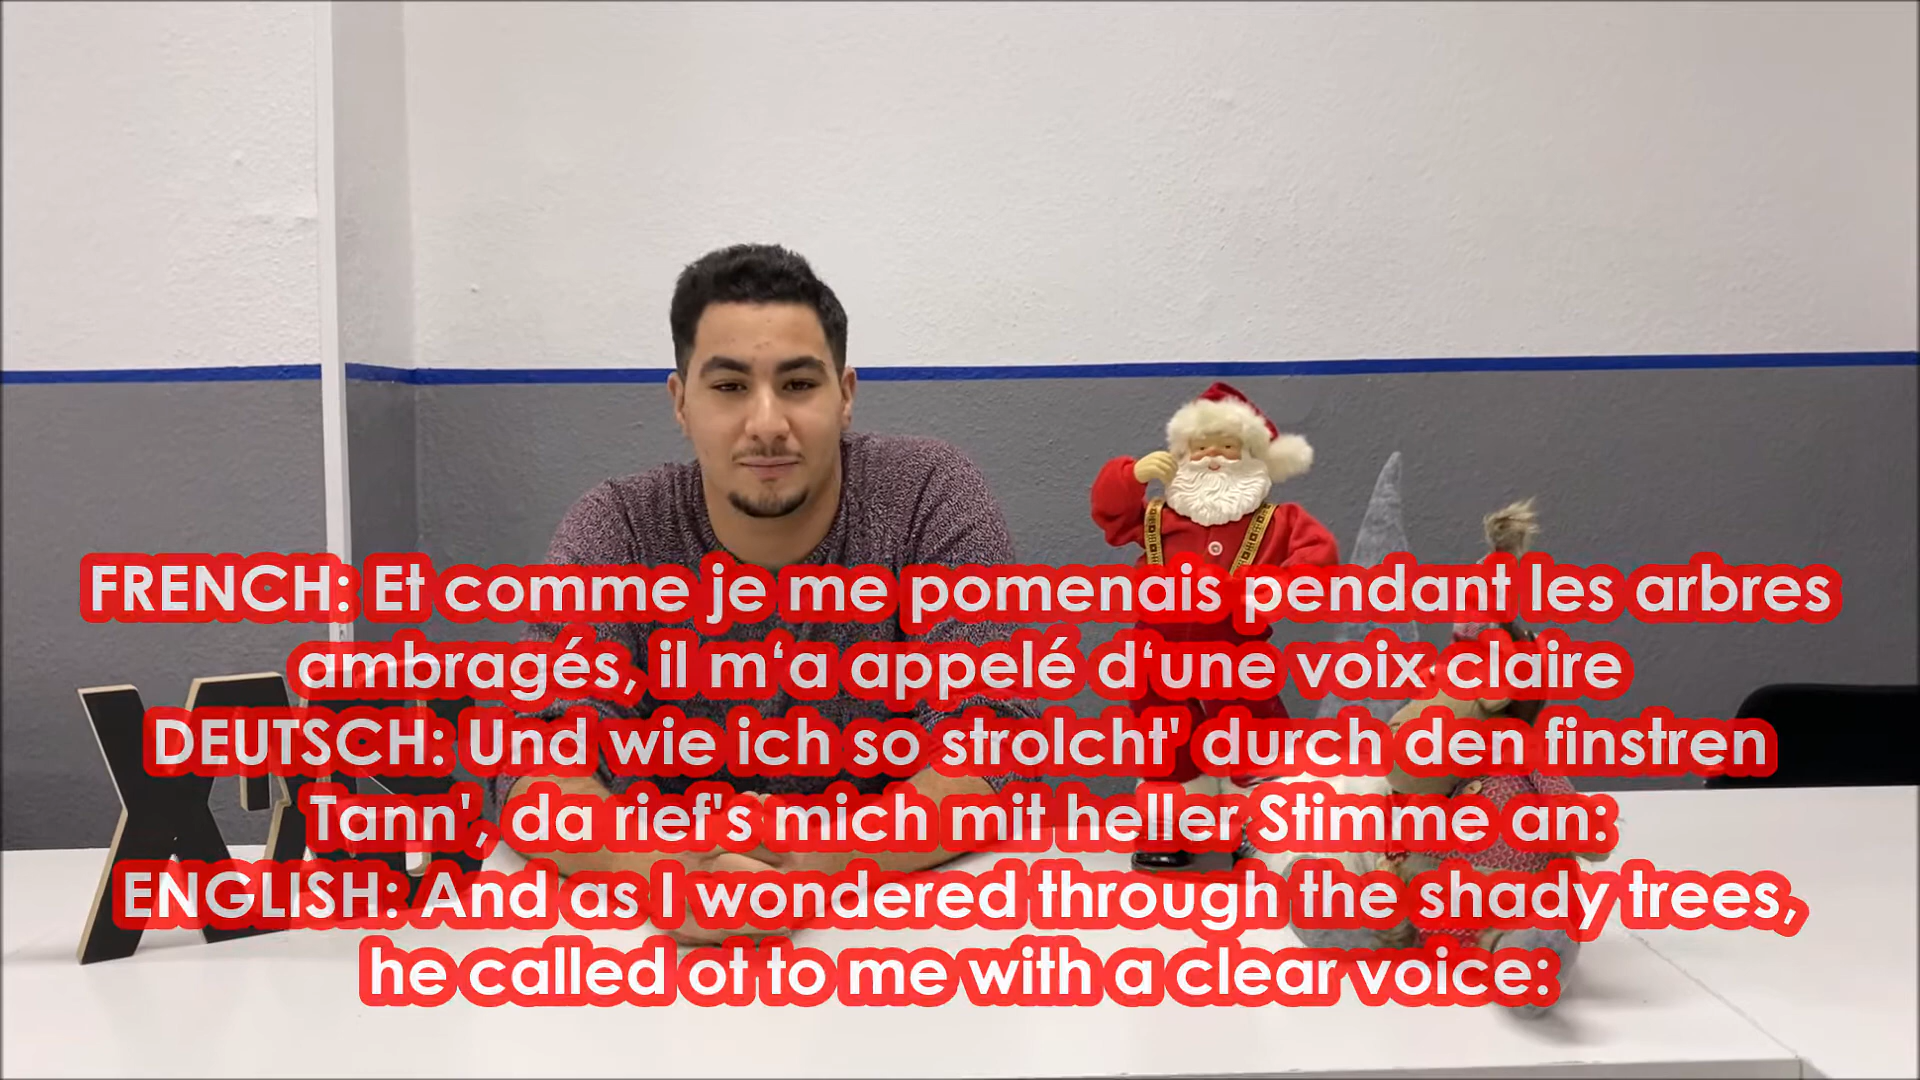 FRENCH: Et comme je me pomenais pendant les arbres
ambragés, il m‘a appelé d‘une voix claire
DEUTSCH: Und wie ich so strolcht' durch den finstren
Tann', da rief's mich mit heller Stimme an:
ENGLISH: And as I wondered through the shady trees,
he called ot to me with a clear voice: